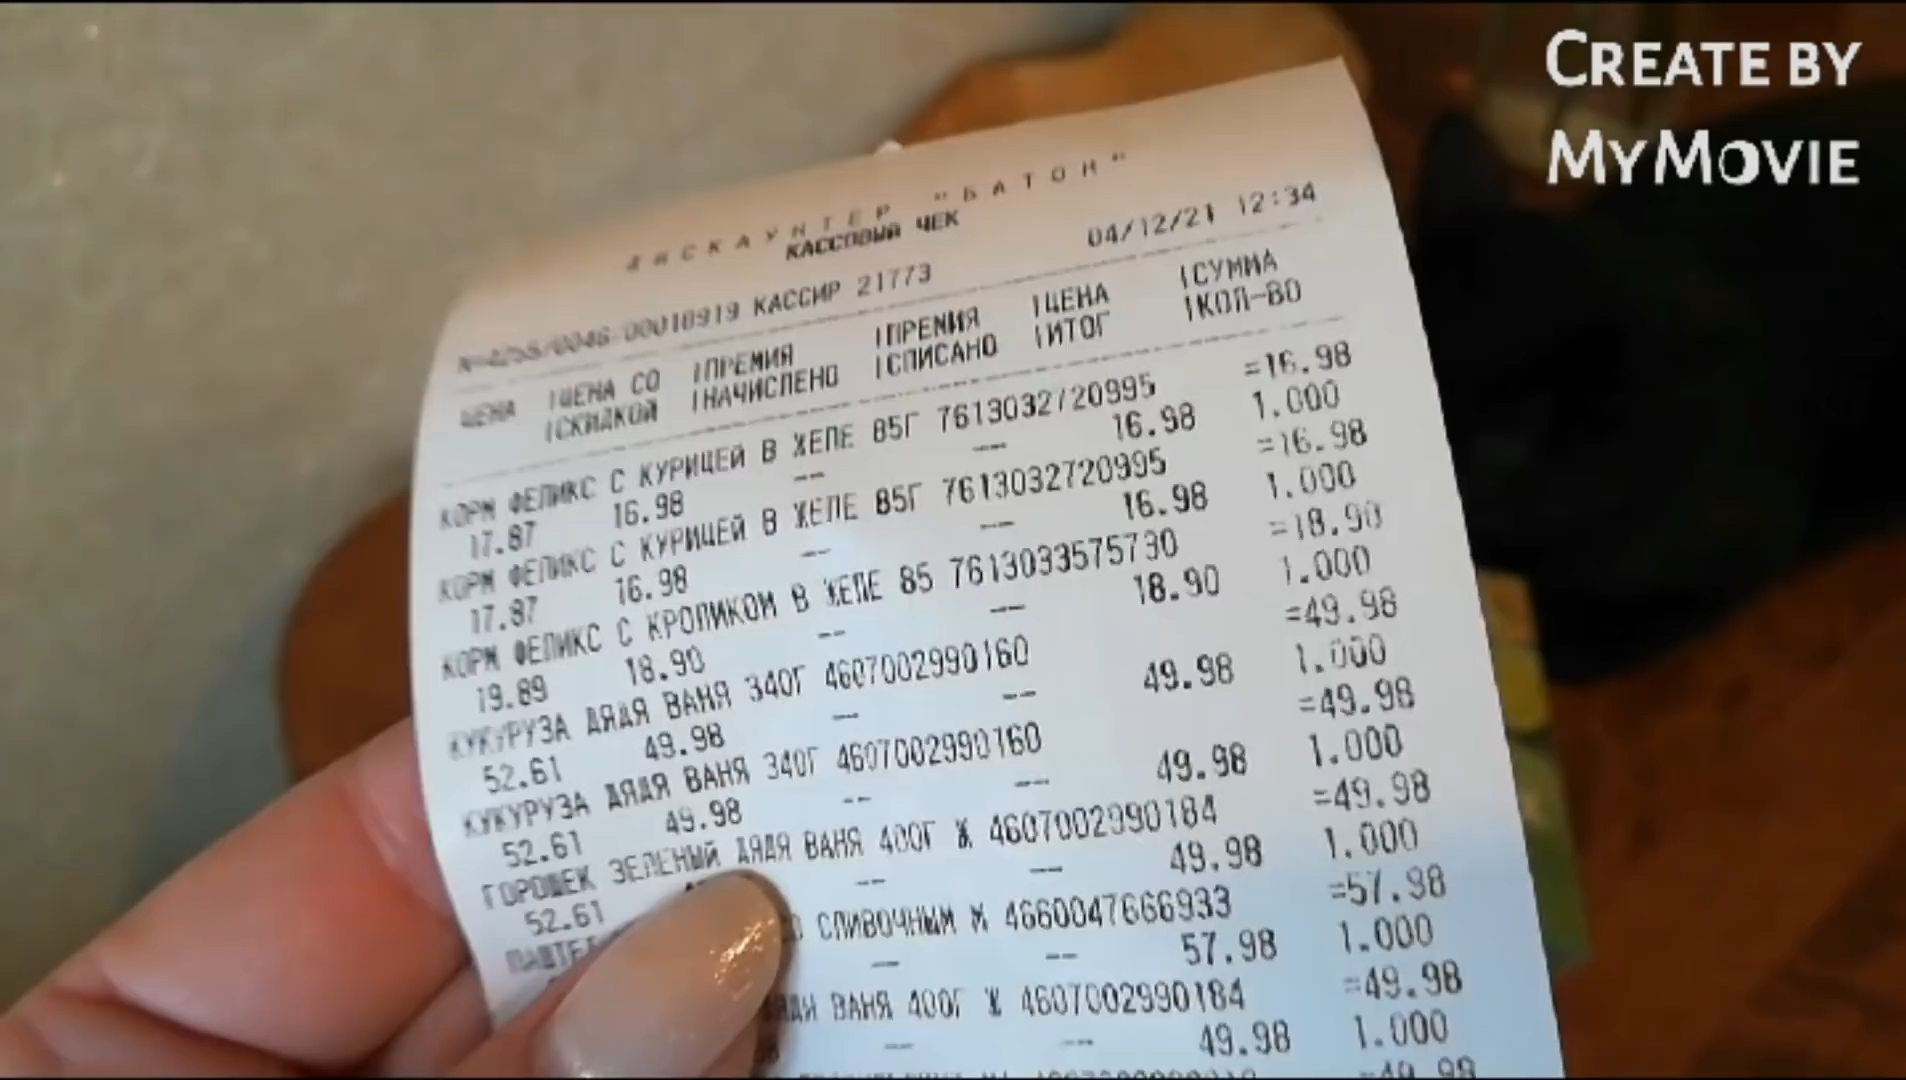 CREATE BY
MYMOVIE
ДИСКАУНТЕР "БАТОН"
КАССОВЫЙ ЧЕК
04/12/21 12:34
КАССИР 21773
ЦЕНА |ЦЕНА СО |ПРЕМИЯ |ПРЕМИЯ |ЦЕНА |СУММА
|СКИДКОЙ |НАЧИСЛЕНО |СПИСАНО |ИТОГ |КОЛ-ВО
КОРМ ФЕЛИКС С КУРИЦЕЙ В ЖЕЛЕ 85Г 7613032720995 =16.98
17.87 16.98 -- -- 16.98 1.000
КОРМ ФЕЛИКС С КУРИЦЕЙ В ЖЕЛЕ 85Г 7613032720995 =16.98
17.87 16.98 -- -- 16.98 1.000
КОРМ ФЕЛИКС С КРОЛИКОМ В ЖЕЛЕ 85 7613033575730 =18.90
19.89 18.90 -- -- 18.90 1.000
КУКУРУЗА ДЯДЯ ВАНЯ 340Г 4607002990160 =49.98
52.61 49.98 -- -- 49.98 1.000
КУКУРУЗА ДЯДЯ ВАНЯ 340Г 4607002990160 =49.98
52.61 49.98 -- -- 49.98 1.000
ГОРОШЕК ЗЕЛЕНЫЙ ДЯДЯ ВАНЯ 400Г Ж 4607002990184 =49.98
52.61 -- -- 49.98 1.000
СЛИВОЧНЫМ Ж 4660047666933 =57.98
-- -- 57.98 1.000
ВАНЯ 400Г Ж 4607002990184 =49.98
-- -- 49.98 1.000
=49.98